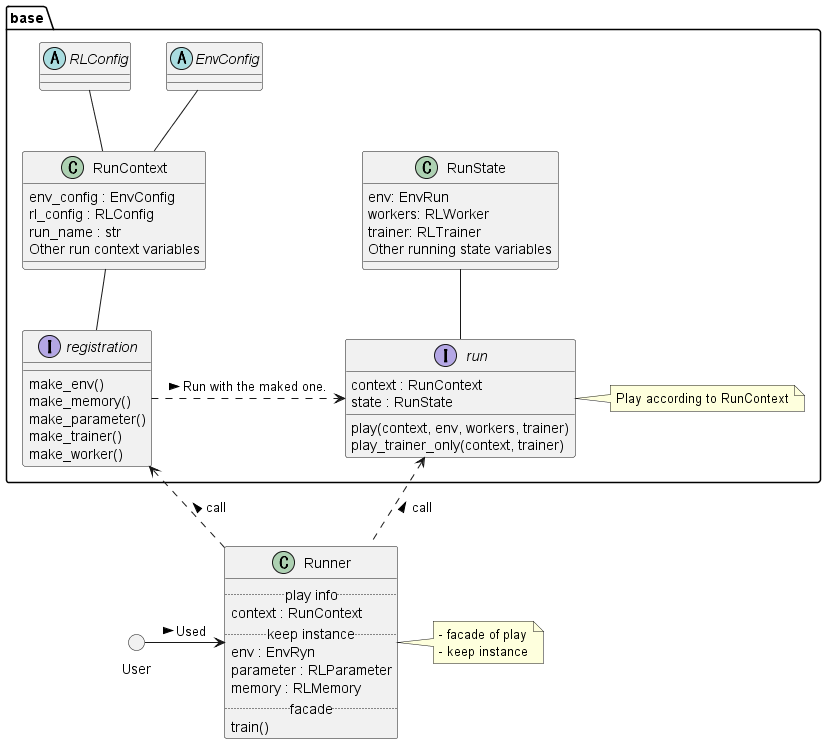 base
A RLConfig
A EnvConfig
C RunContext
env_config : EnvConfig
rl_config : RLConfig
run_name : str
Other run context variables
C RunState
env: EnvRun
workers: RLWorker
trainer: RLTrainer
Other running state variables
I registration
make_env()
make_memory()
make_parameter()
make_trainer()
make_worker()
Run with the maked one.
I run
context : RunContext
state : RunState
play(context, env, workers, trainer)
play_trainer_only(context, trainer)
Play according to RunContext
call
call
C Runner
play info
context : RunContext
keep instance
env : EnvRyn
parameter : RLParameter
memory : RLMemory
facade
train()
User
Used
- facade of play
- keep instance